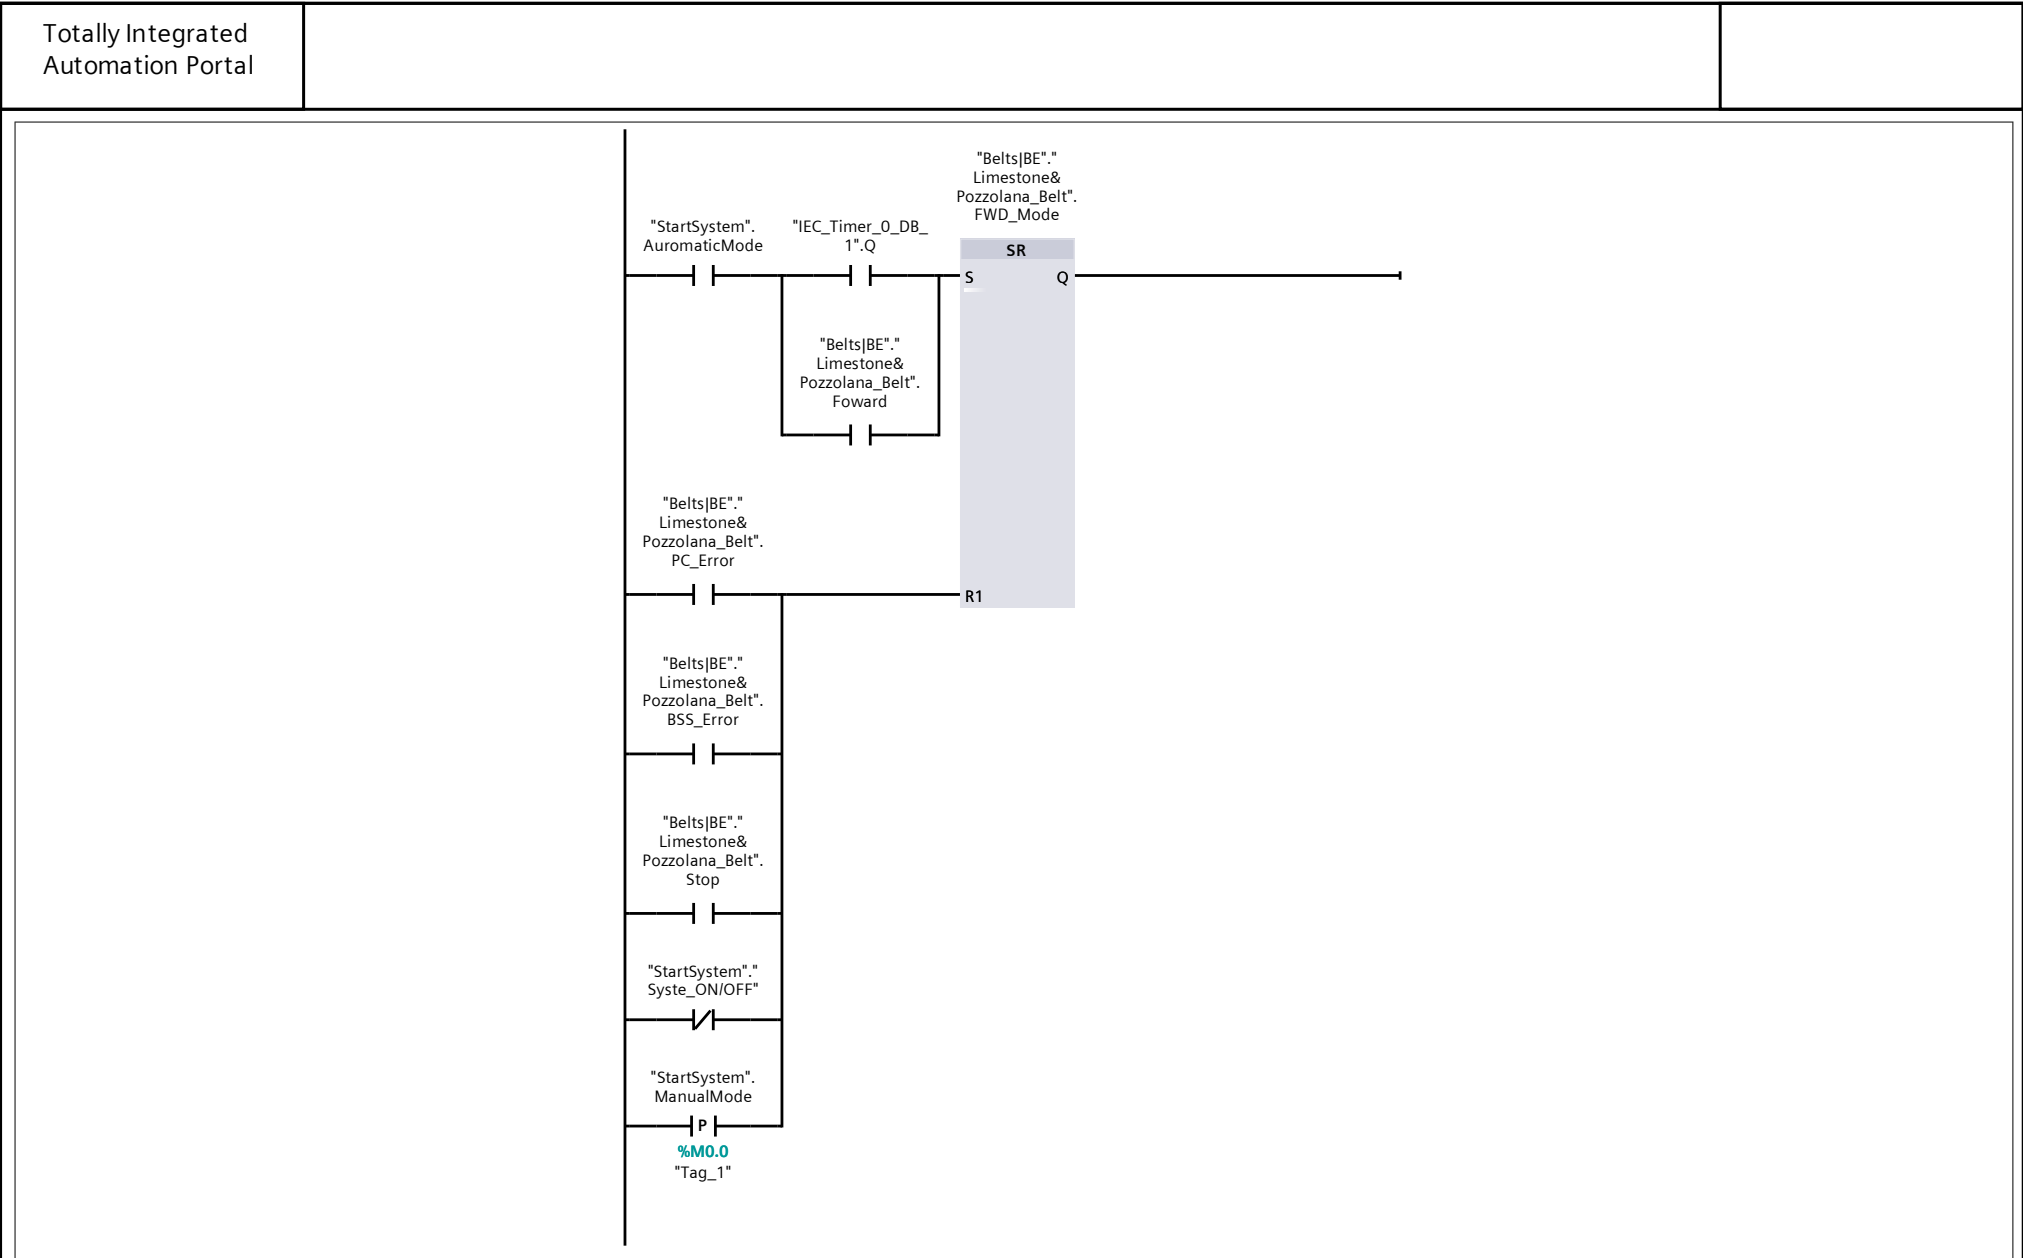 Totally Integrated
Automation Portal
"Belts|BE"."
Limestone&
Pozzolana_Belt".
FWD_Mode
"StartSystem".
AuromaticMode
"IEC_Timer_0_DB_
1".Q
SR
S
Q
"Belts|BE"."
Limestone&
Pozzolana_Belt".
Foward
"Belts|BE"."
Limestone&
Pozzolana_Belt".
PC_Error
R1
"Belts|BE"."
Limestone&
Pozzolana_Belt".
BSS_Error
"Belts|BE"."
Limestone&
Pozzolana_Belt".
Stop
"StartSystem"."
Syste_ON/OFF"
"StartSystem".
ManualMode
P
%M0.0
"Tag_1"